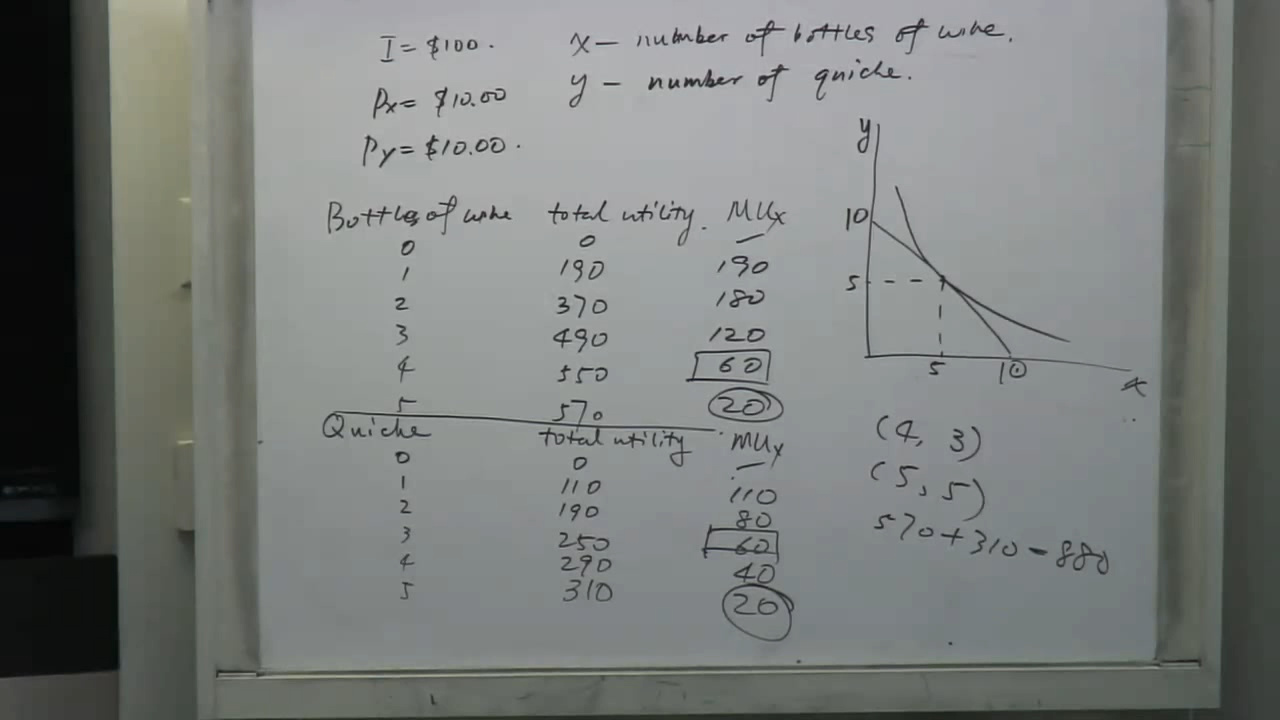 I = $100.
x – number of bottles of wine.
Px = $10.00
y – number of quiche.
Py = $10.00.
Bottles of wine total utility. MUx
0 0 –
1 190 190
2 370 180
3 490 120
4 550 60
5 570 20
Quiche total utility MUy
0 0 –
1 110 110
2 190 80
3 250 60
4 290 40
5 310 20
y
10
5
5 10
x
(4, 3)
(5, 5)
570+310-880